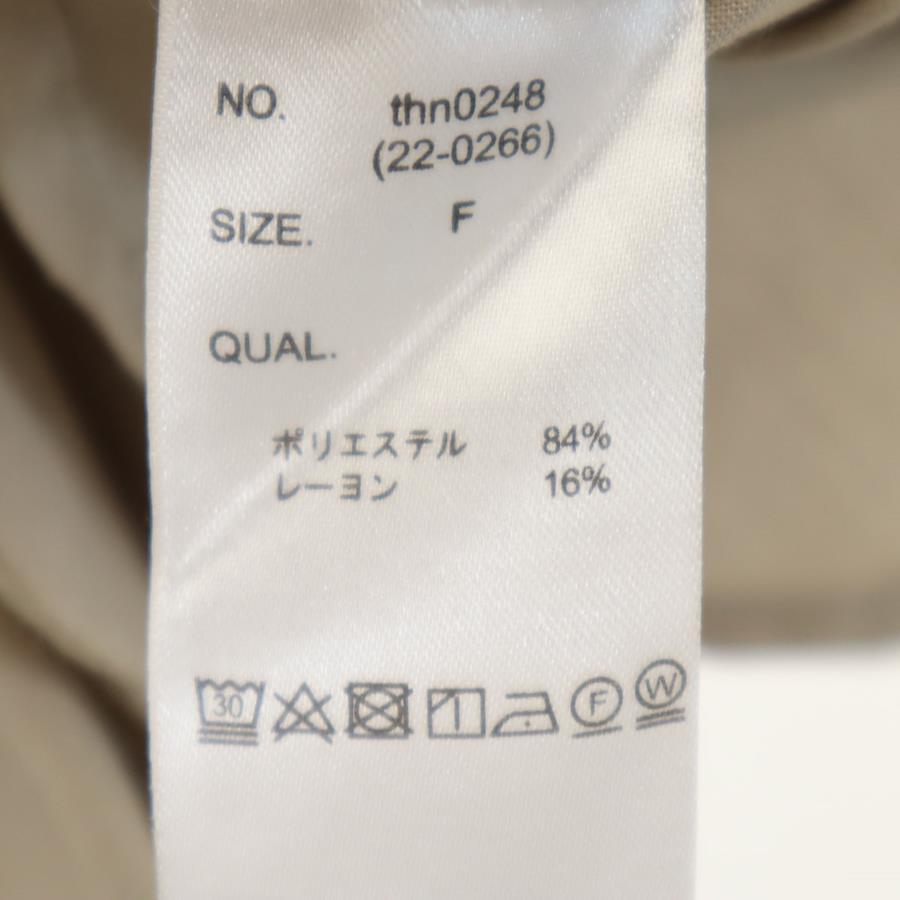 NO. thn0248
(22-0266)
SIZE. F
QUAL.
ポリエステル 84%
レーヨン 16%
30 F W